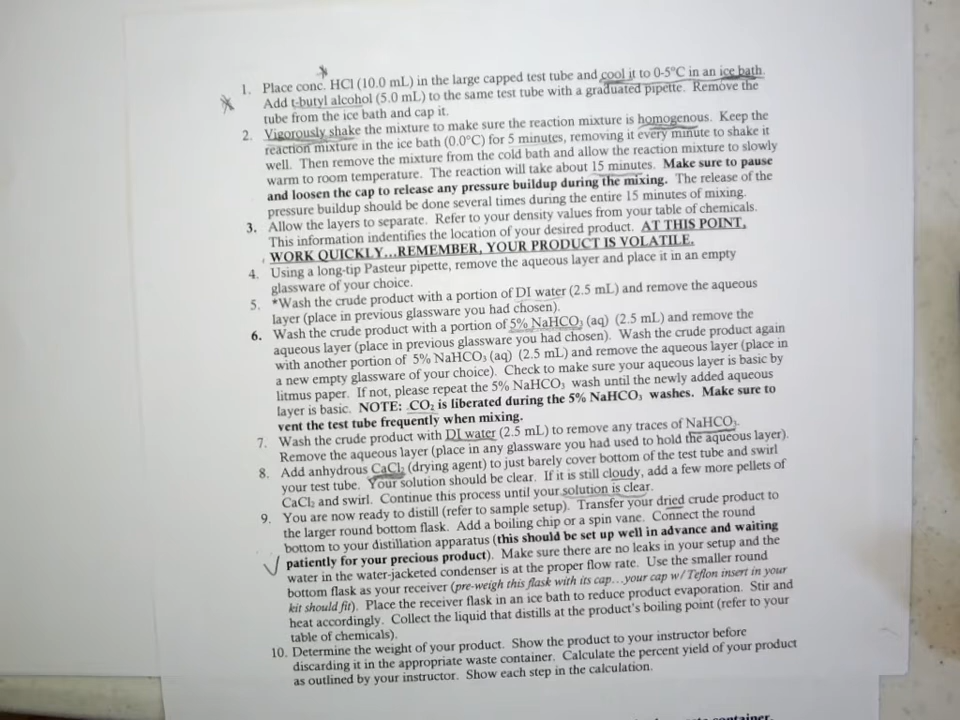 1. Place conc. HCl (10.0 mL) in the large capped test tube and cool it to 0-5°C in an ice bath.
Add t-butyl alcohol (5.0 mL) to the same test tube with a graduated pipette. Remove the
tube from the ice bath and cap it.
2. Vigorously shake the mixture to make sure the reaction mixture is homogenous. Keep the
reaction mixture in the ice bath (0.0°C) for 5 minutes, removing it every minute to shake it
well. Then remove the mixture from the cold bath and allow the reaction mixture to slowly
warm to room temperature. The reaction will take about 15 minutes. Make sure to pause
and loosen the cap to release any pressure buildup during the mixing. The release of the
pressure buildup should be done several times during the entire 15 minutes of mixing.
3. Allow the layers to separate. Refer to your density values from your table of chemicals.
This information indentifies the location of your desired product. AT THIS POINT,
WORK QUICKLY...REMEMBER, YOUR PRODUCT IS VOLATILE.
4. Using a long-tip Pasteur pipette, remove the aqueous layer and place it in an empty
glassware of your choice.
5. *Wash the crude product with a portion of DI water (2.5 mL) and remove the aqueous
layer (place in previous glassware you had chosen).
6. Wash the crude product with a portion of 5% NaHCO₃ (aq) (2.5 mL) and remove the
aqueous layer (place in previous glassware you had chosen). Wash the crude product again
with another portion of 5% NaHCO₃ (aq) (2.5 mL) and remove the aqueous layer (place in
a new empty glassware of your choice). Check to make sure your aqueous layer is basic by
litmus paper. If not, please repeat the 5% NaHCO₃ wash until the newly added aqueous
layer is basic. NOTE: CO₂ is liberated during the 5% NaHCO₃ washes. Make sure to
vent the test tube frequently when mixing.
7. Wash the crude product with DI water (2.5 mL) to remove any traces of NaHCO₃.
Remove the aqueous layer (place in any glassware you had used to hold the aqueous layer).
8. Add anhydrous CaCl₂ (drying agent) to just barely cover bottom of the test tube and swirl
your test tube. Your solution should be clear. If it is still cloudy, add a few more pellets of
CaCl₂ and swirl. Continue this process until your solution is clear.
9. You are now ready to distill (refer to sample setup). Transfer your dried crude product to
the larger round bottom flask. Add a boiling chip or a spin vane. Connect the round
bottom to your distillation apparatus (this should be set up well in advance and waiting
patiently for your precious product). Make sure there are no leaks in your setup and the
water in the water-jacketed condenser is at the proper flow rate. Use the smaller round
bottom flask as your receiver (pre-weigh this flask with its cap...your cap w/ Teflon insert in your
kit should fit). Place the receiver flask in an ice bath to reduce product evaporation. Stir and
heat accordingly. Collect the liquid that distills at the product's boiling point (refer to your
table of chemicals).
10. Determine the weight of your product. Show the product to your instructor before
discarding it in the appropriate waste container. Calculate the percent yield of your product
as outlined by your instructor. Show each step in the calculation.
container.